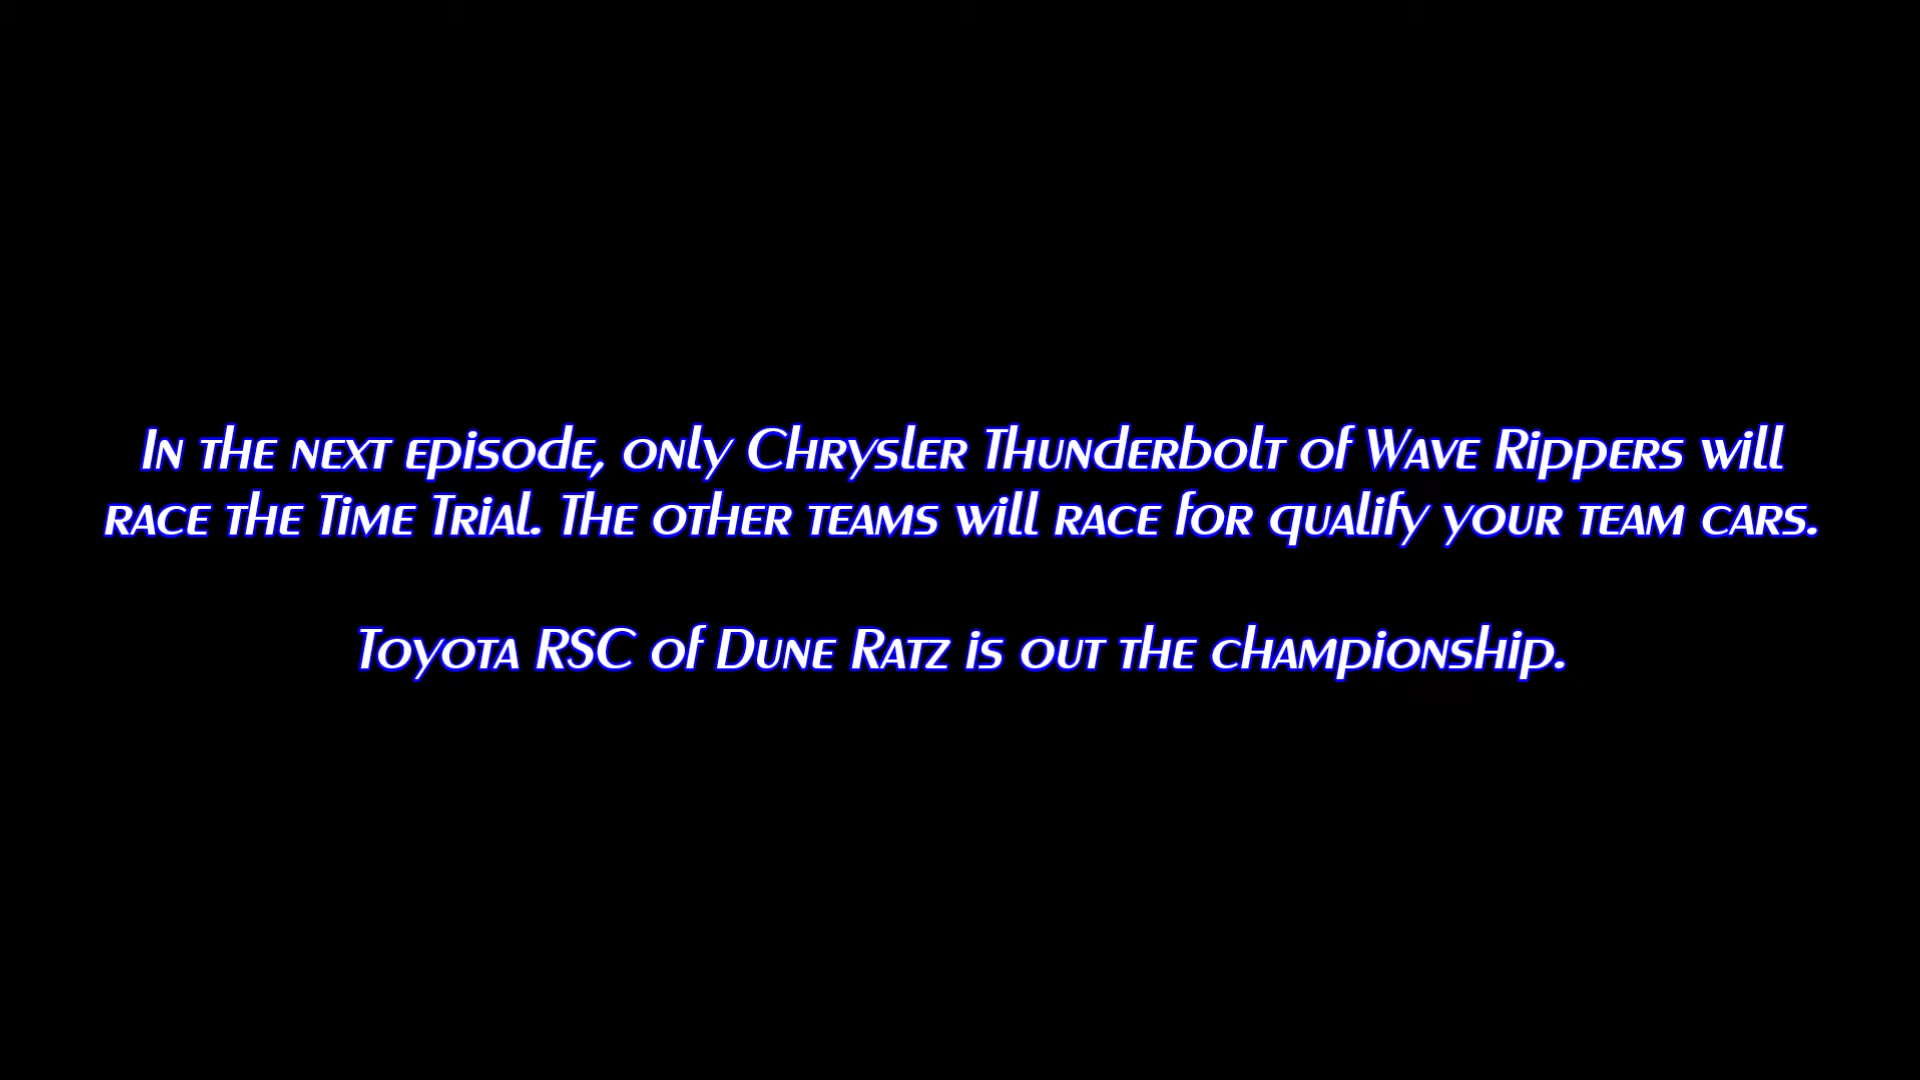 In the next episode, only Chrysler Thunderbolt of Wave Rippers will
race the Time Trial. The other teams will race for qualify your team cars.
Toyota RSC of Dune Ratz is out the championship.